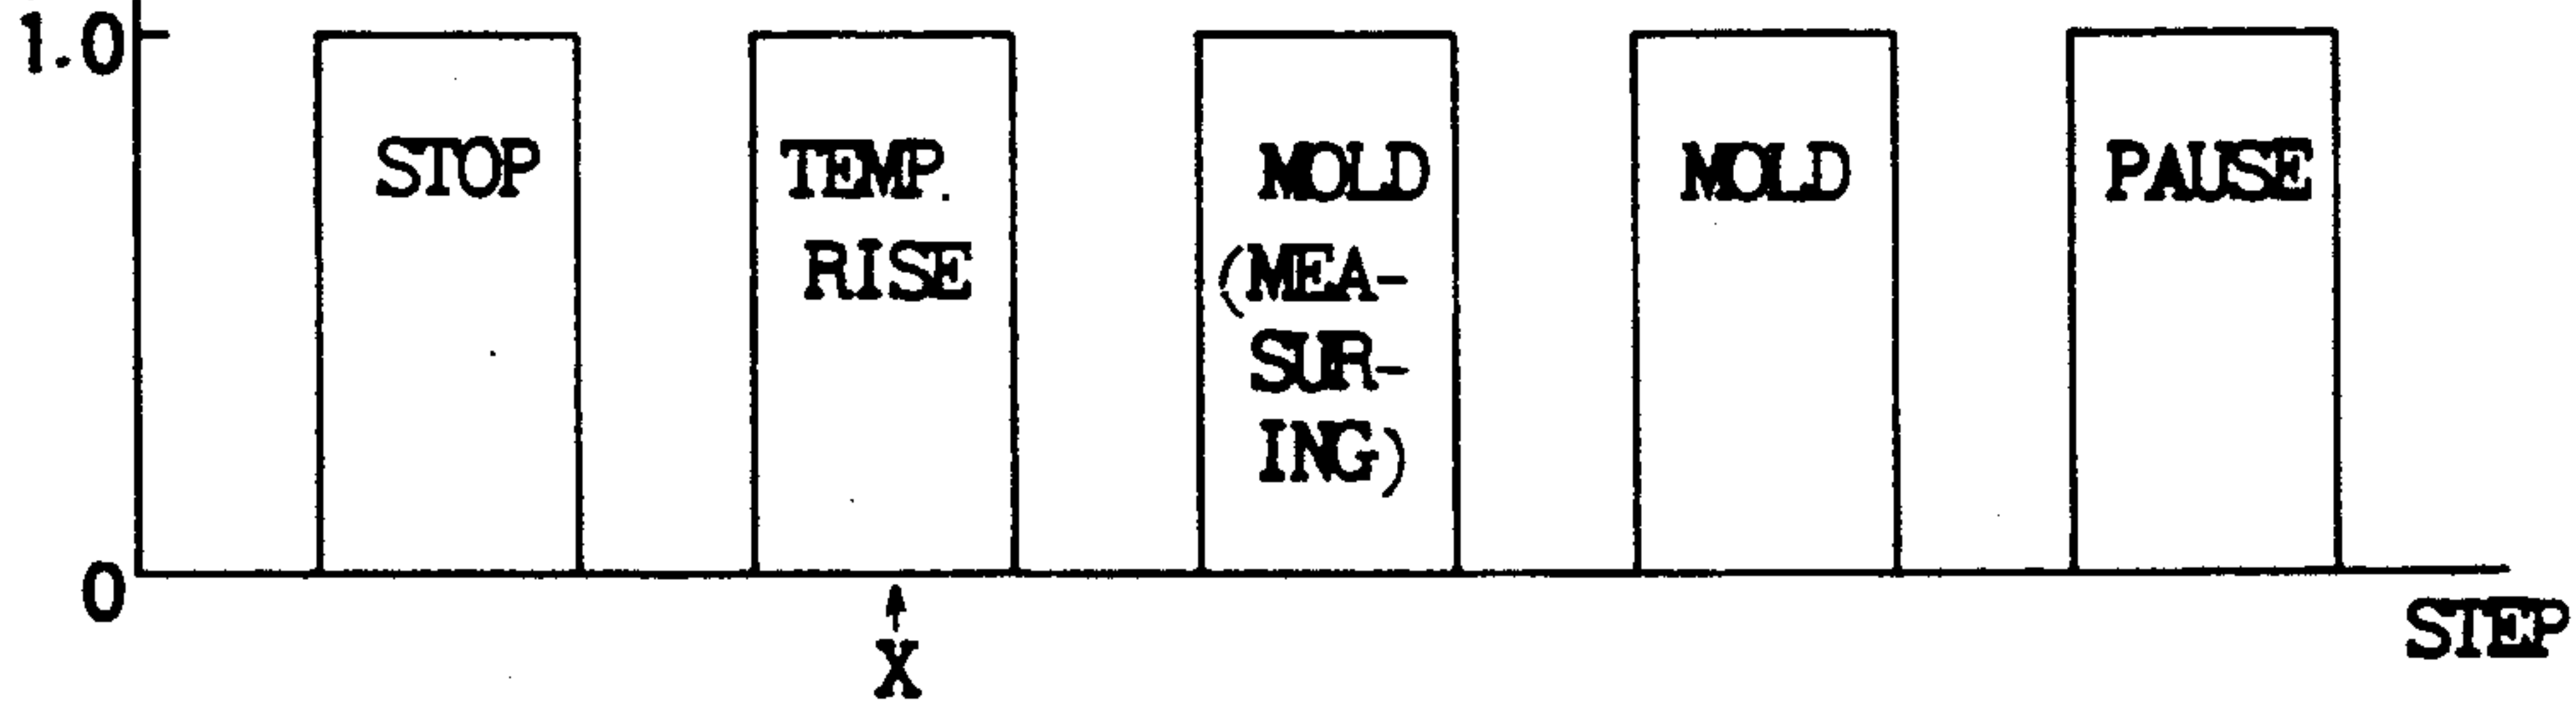 1.0
STOP
TEMP.
RISE
MOLD
(MEA-
SUR-
ING)
MOLD
PAUSE
0
X
STEP